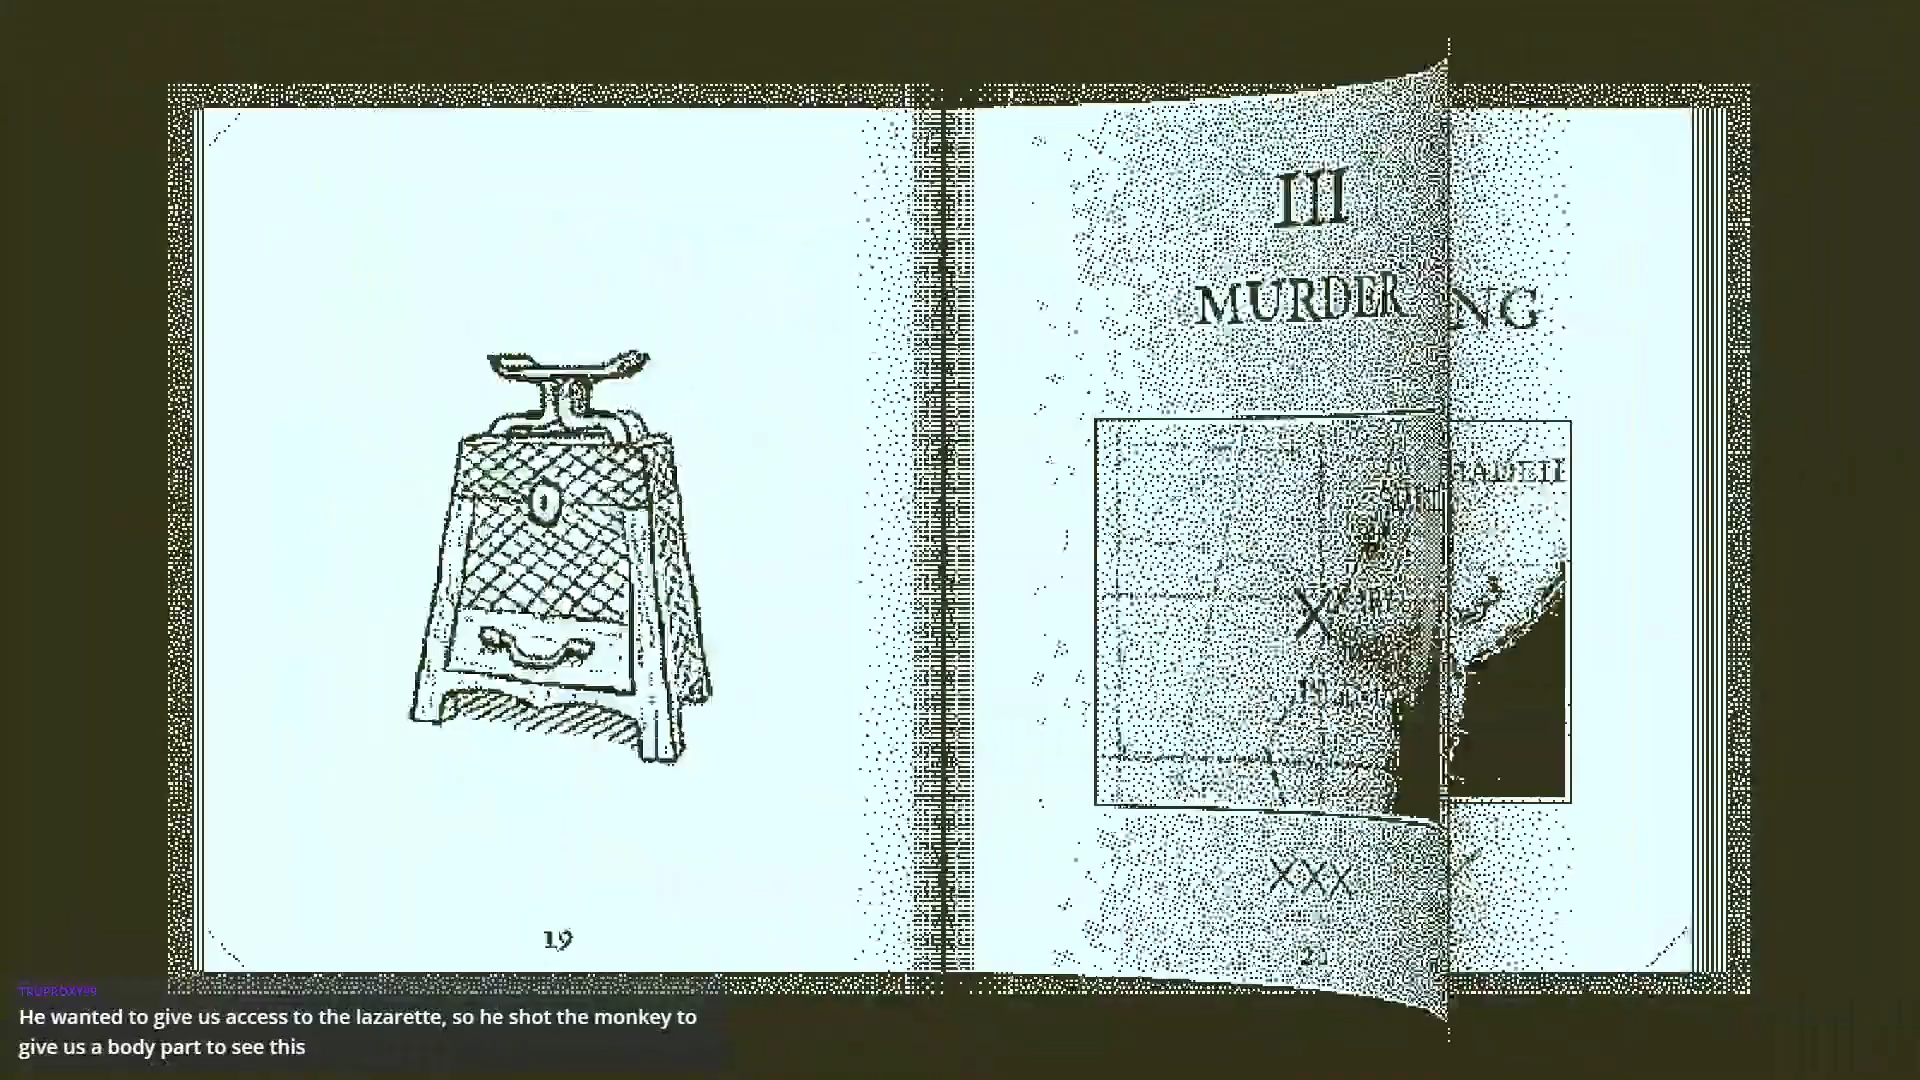 III
MURDER
NG
XXX
19
TRUPROXY99
He wanted to give us access to the lazarette, so he shot the monkey to
give us a body part to see this